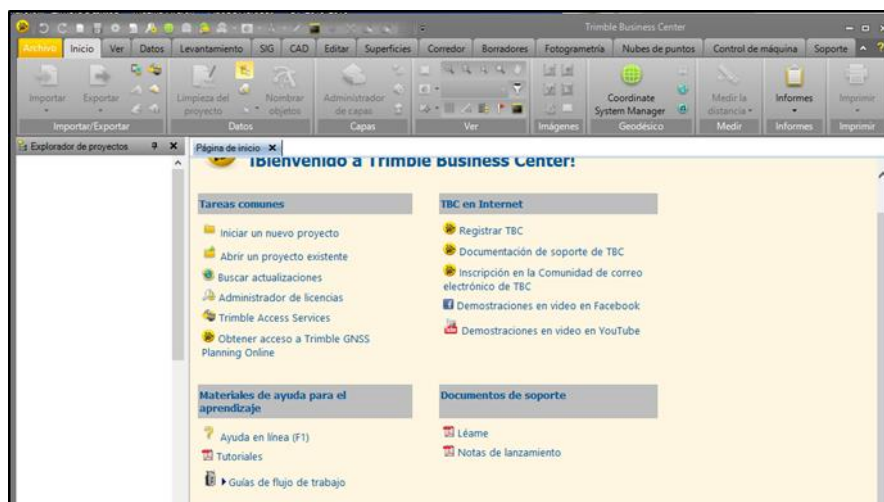 Trimble Business Center
Archivo Inicio Ver Datos Levantamiento SIG CAD Editar Superficies Corredor Borradores Fotogrametría Nubes de puntos Control de máquina Soporte
Importar Exportar Limpieza del proyecto Nombrar objetos Administrador de capas Coordinate System Manager Medir la distancia Informes Imprimir
Importar/Exportar Datos Capas Ver Imágenes Geodésico Medir Informes Imprimir
Explorador de proyectos
Página de inicio
¡Bienvenido a Trimble Business Center!
Tareas comunes
Iniciar un nuevo proyecto
Abrir un proyecto existente
Buscar actualizaciones
Administrador de licencias
Trimble Access Services
Obtener acceso a Trimble GNSS
Planning Online
TBC en Internet
Registrar TBC
Documentación de soporte de TBC
Inscripción en la Comunidad de correo
electrónico de TBC
Demostraciones en video en Facebook
Demostraciones en video en YouTube
Materiales de ayuda para el
aprendizaje
Ayuda en línea (F1)
Tutoriales
Guías de flujo de trabajo
Documentos de soporte
Léame
Notas de lanzamiento